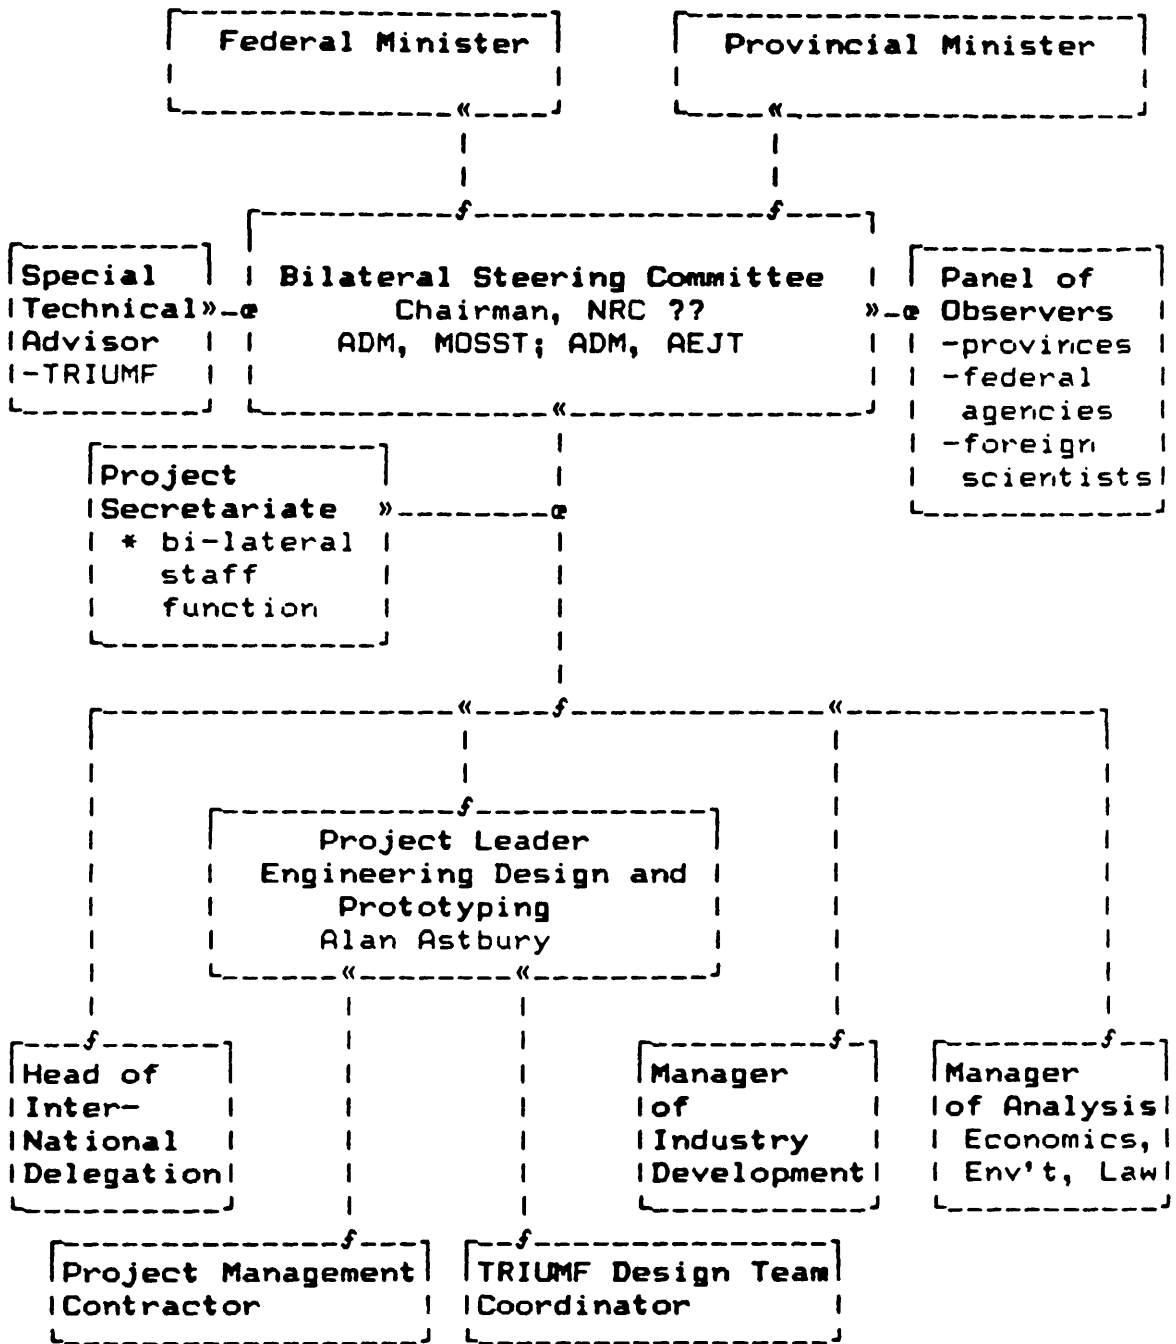 Federal Minister
Provincial Minister
Special
Technical
Advisor
-TRIUMF
Bilateral Steering Committee
Chairman, NRC ??
ADM, MOSST; ADM, AEJT
Panel of
Observers
-provinces
-federal
agencies
-foreign
scientists
Project
Secretariate
* bi-lateral
staff
function
Project Leader
Engineering Design and
Prototyping
Alan Astbury
Head of
Inter-
National
Delegation
Manager
of
Industry
Development
Manager
of Analysis
Economics,
Env't, Law
Project Management
Contractor
TRIUMF Design Team
Coordinator